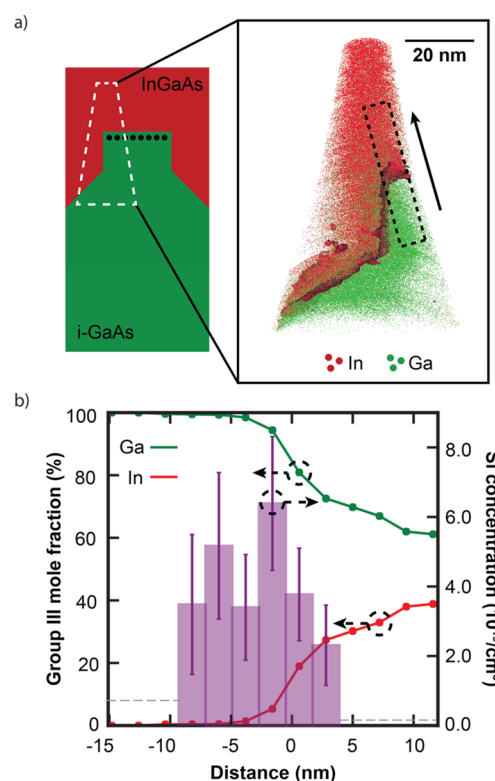 a)
InGaAs
i-GaAs
20 nm
In
Ga
b)
Group III mole fraction (%)
100
80
60
40
20
0
Ga
In
8.0
6.0
4.0
2.0
0.0
Si concentration
-15
-10
-5
0
5
10
Distance (nm)